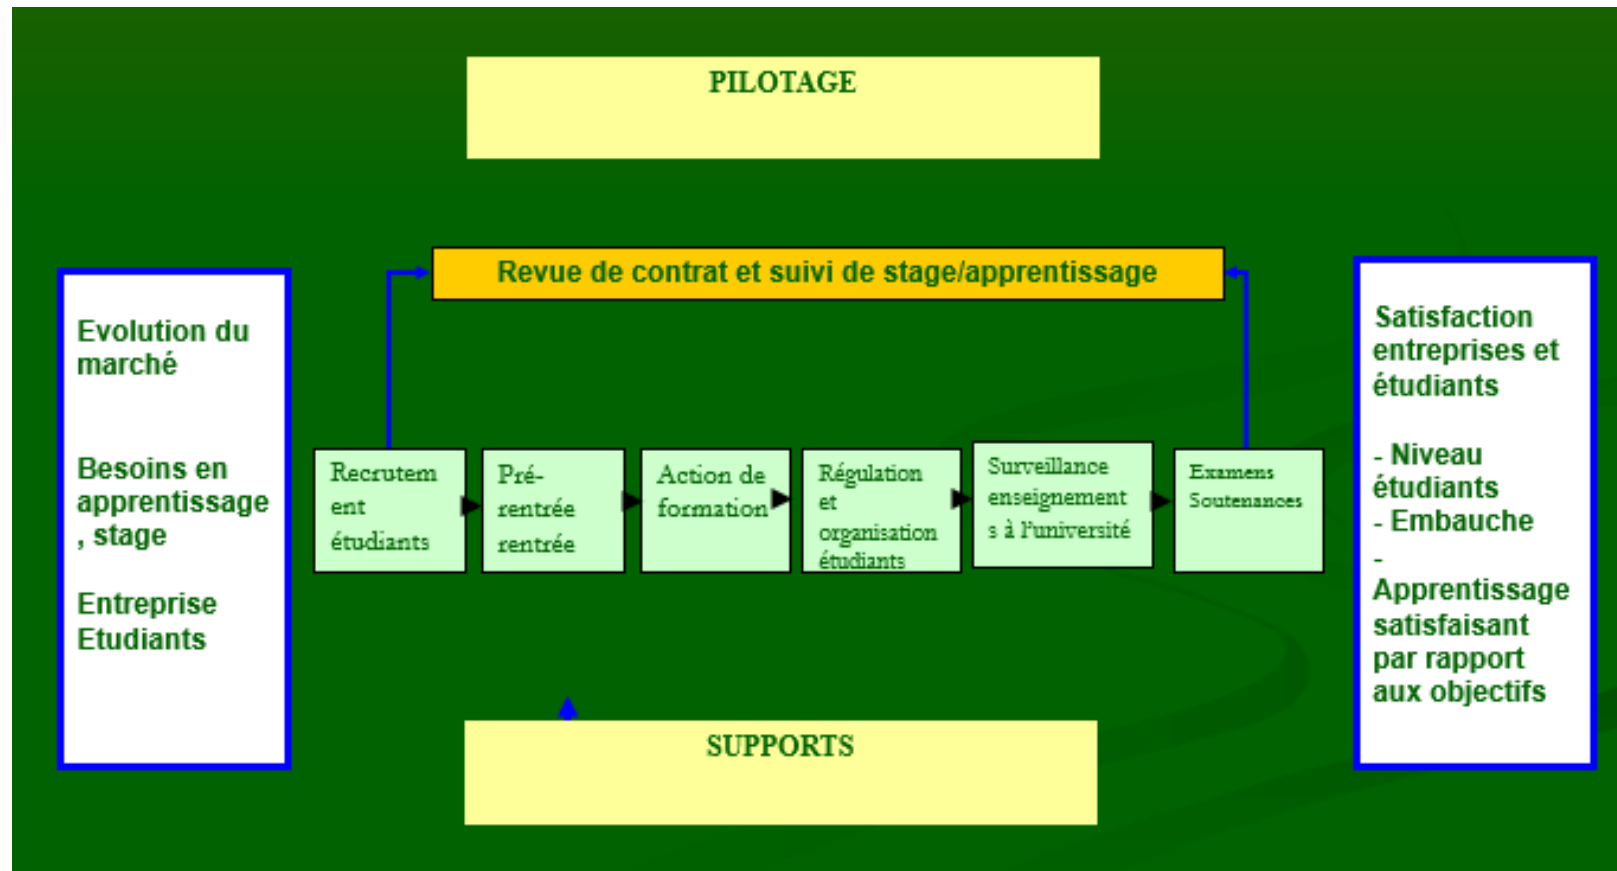 PILOTAGE
Revue de contrat et suivi de stage/apprentissage
Evolution du
marché
Besoins en
apprentissage
, stage
Entreprise
Etudiants
Recrutem
ent
étudiants
Pré-
rentrée
rentrée
Action de
formation
Régulation
et
organisation
étudiants
Surveillance
enseignement
s à l'université
Examens
Soutenances
Satisfaction
entreprises et
étudiants
- Niveau
étudiants
- Embauche
-
Apprentissage
satisfaisant
par rapport
aux objectifs
SUPPORTS